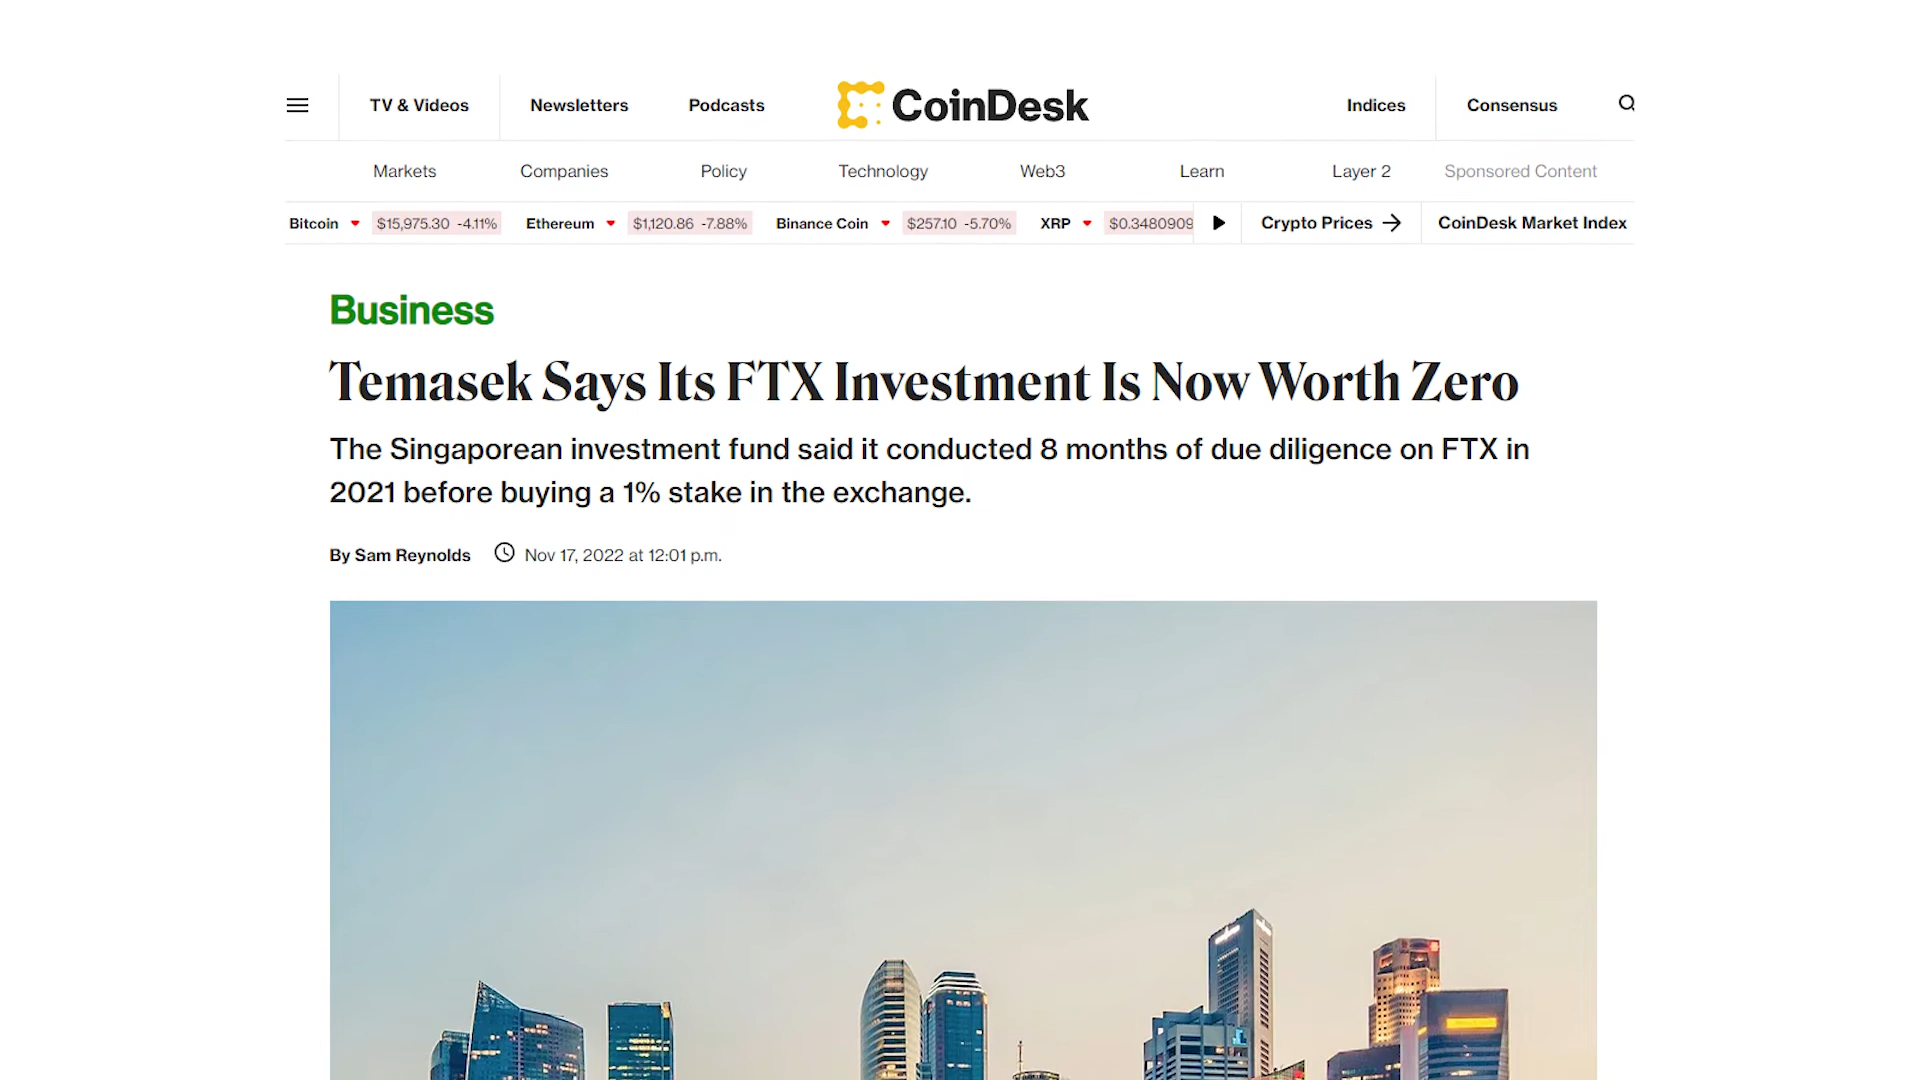 TV & Videos
Newsletters
Podcasts
CoinDesk
Indices
Consensus
Markets
Companies
Policy
Technology
Web3
Learn
Layer 2
Sponsored Content
Bitcoin $15,975.30 -4.11% Ethereum $1,120.86 -7.88% Binance Coin $257.10 -5.70% XRP $0.3480909
Crypto Prices
CoinDesk Market Index
Business
Temasek Says Its FTX Investment Is Now Worth Zero
The Singaporean investment fund said it conducted 8 months of due diligence on FTX in
2021 before buying a 1% stake in the exchange.
By Sam Reynolds
Nov 17, 2022 at 12:01 p.m.